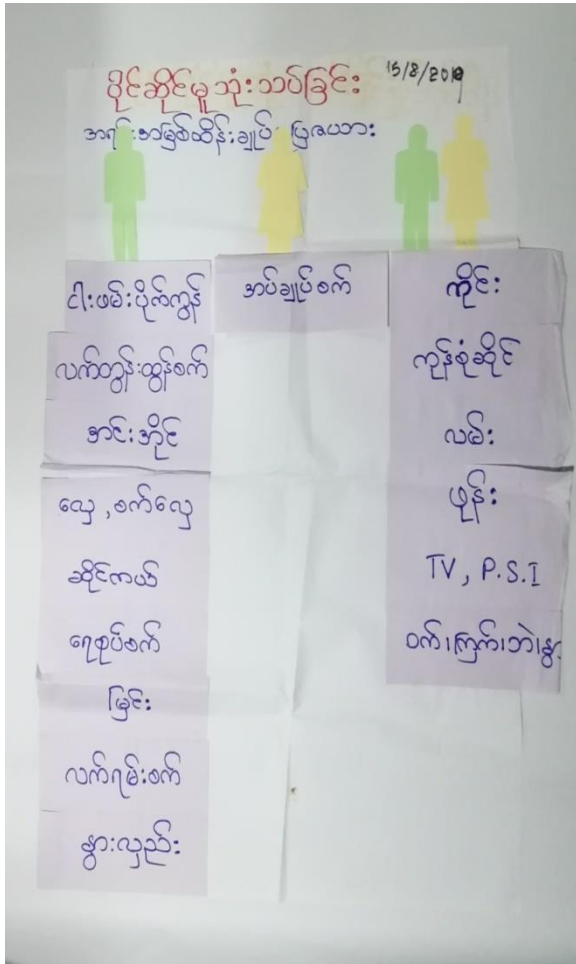 ပိုင်ဆိုင်မှုသုံးသပ်ခြင်း 15/8/2019
အရင်းအမြစ်ထိန်းချုပ်မှုပြဇယား
ငါးဖမ်းပိုက်ကွန်
အပ်ချုပ်စက်
ကိုင်း
လက်တွန်းထွန်စက်
ကုန်စုံဆိုင်
အင်းအိုင်
လမ်း
လှေ, စက်လှေ
ဖုန်း
ဆိုင်ကယ်
TV, P.S.I
ရေစုပ်စက်
ဝက်၊ကြက်၊ဘဲ၊နွား
မြင်း
လက်ရမ်းစက်
နွားလှည်း